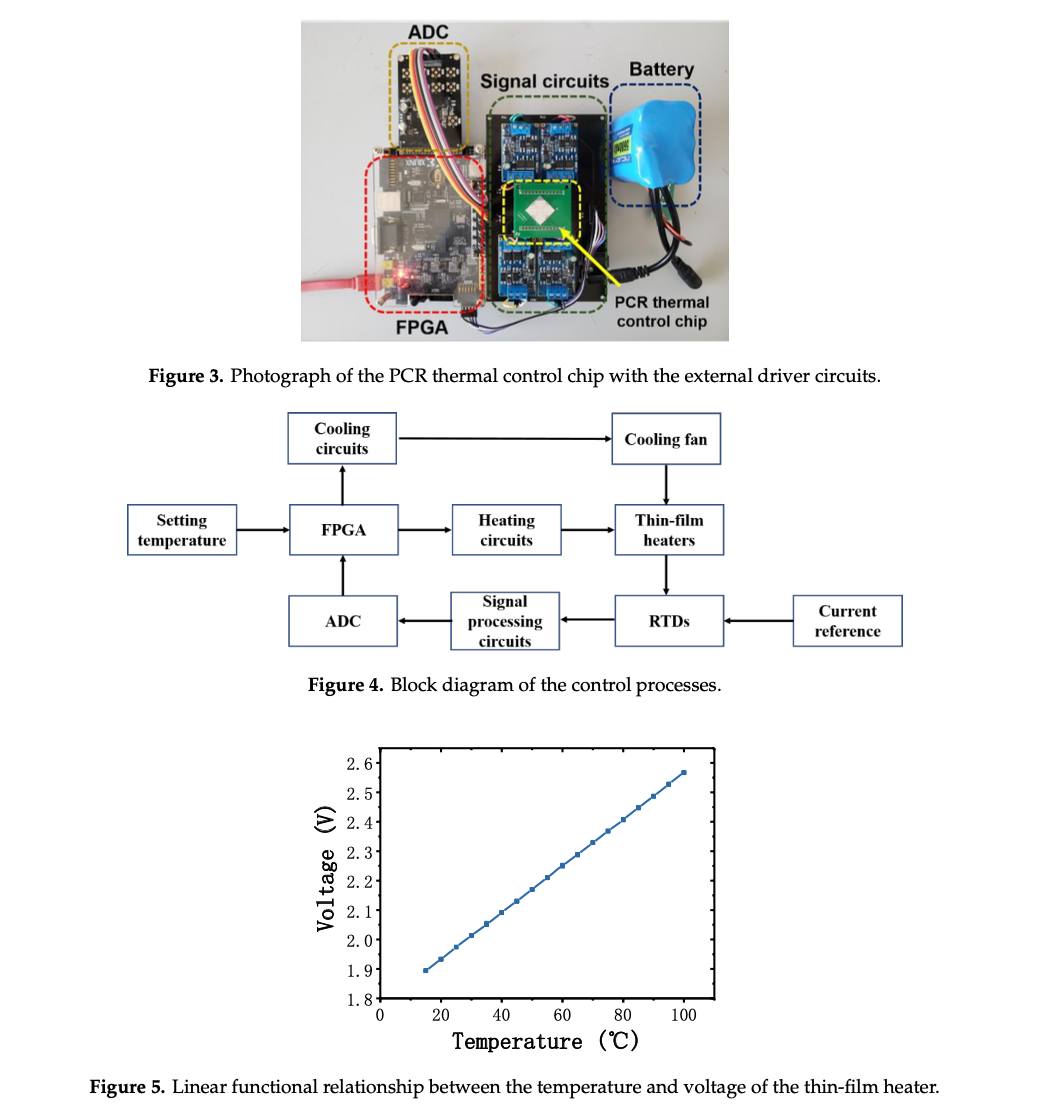 ADC
Signal circuits
Battery
FPGA
PCR thermal
control chip
Figure 3. Photograph of the PCR thermal control chip with the external driver circuits.
Cooling
circuits
Cooling fan
Setting
temperature
FPGA
Heating
circuits
Thin-film
heaters
ADC
Signal
processing
circuits
RTDs
Current
reference
Figure 4. Block diagram of the control processes.
2.6
2.5
2.4
2.3
2.2
2.1
2.0
1.9
1.8
Voltage (V)
0 20 40 60 80 100
Temperature (℃)
Figure 5. Linear functional relationship between the temperature and voltage of the thin-film heater.